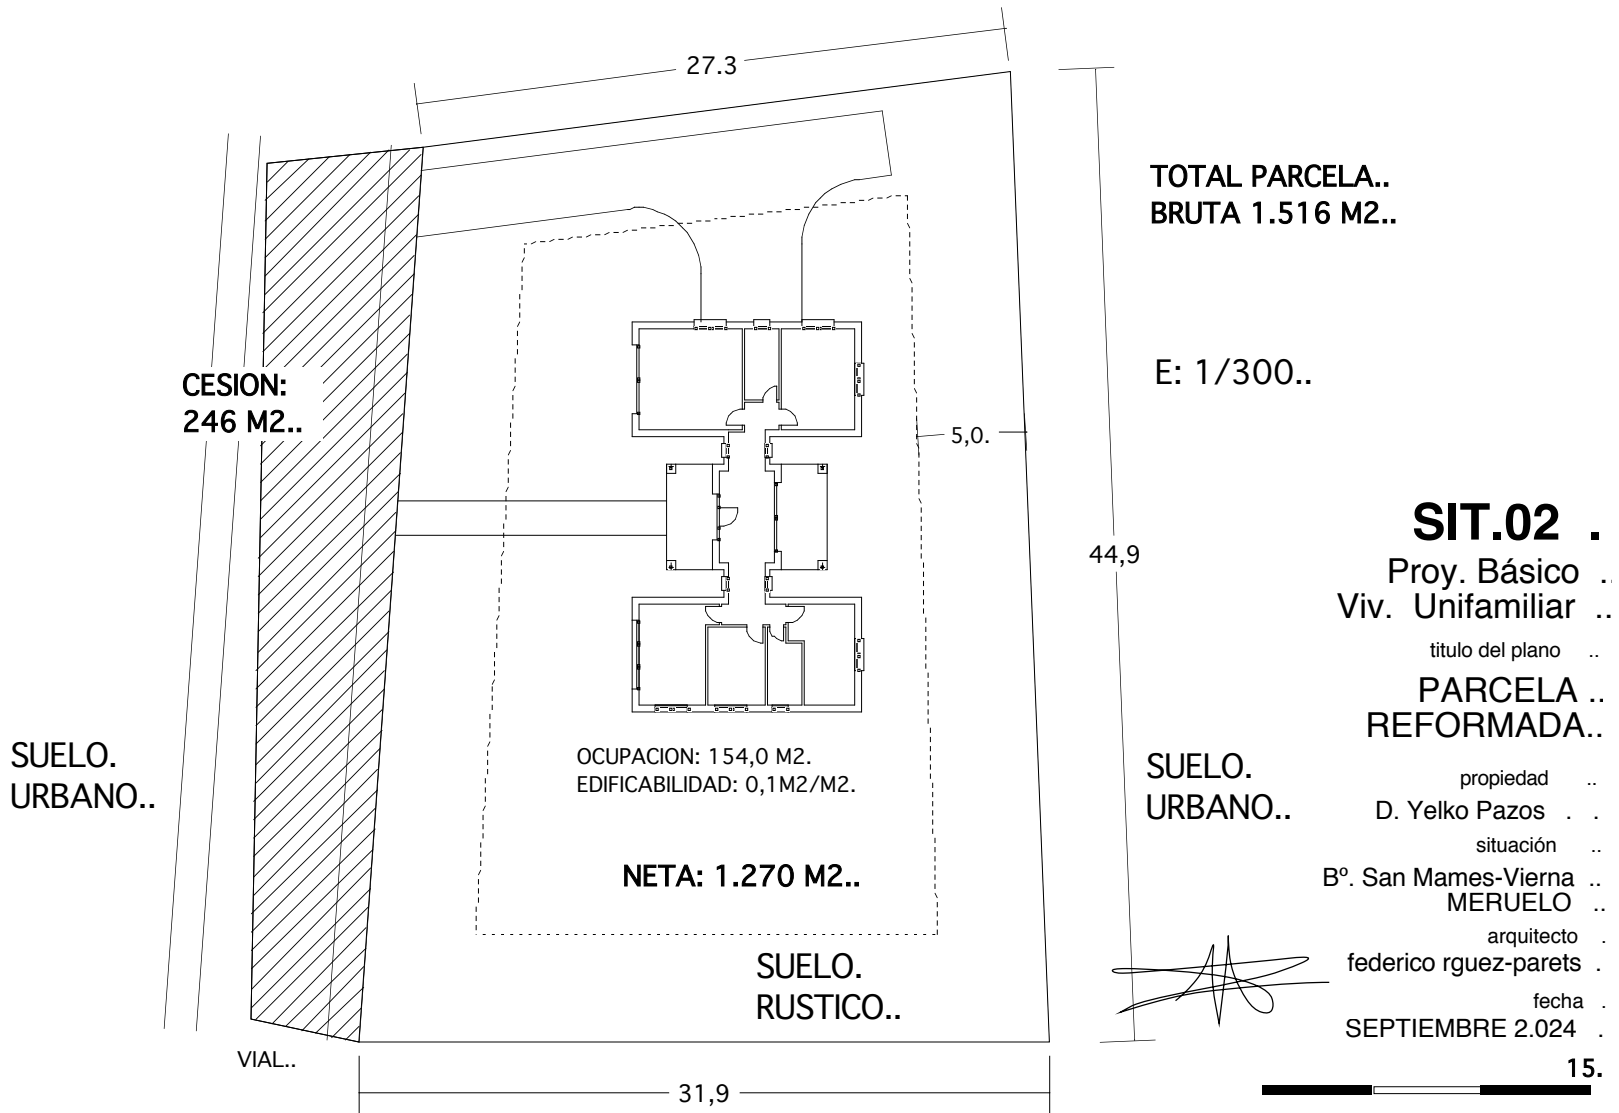 27.3
TOTAL PARCELA..
BRUTA 1.516 M2..
E: 1/300..
CESION:
246 M2..
5,0.
44,9
SUELO.
URBANO..
OCUPACION: 154,0 M2.
EDIFICABILIDAD: 0,1M2/M2.
NETA: 1.270 M2..
SUELO.
RUSTICO..
SUELO.
URBANO..
VIAL..
31,9
SIT.02 .
Proy. Básico ..
Viv. Unifamiliar ..
titulo del plano ..
PARCELA ..
REFORMADA..
propiedad ..
D. Yelko Pazos . .
situación ..
Bº. San Mames-Vierna ..
MERUELO ..
arquitecto .
federico rguez-parets .
fecha .
SEPTIEMBRE 2.024 .
15.